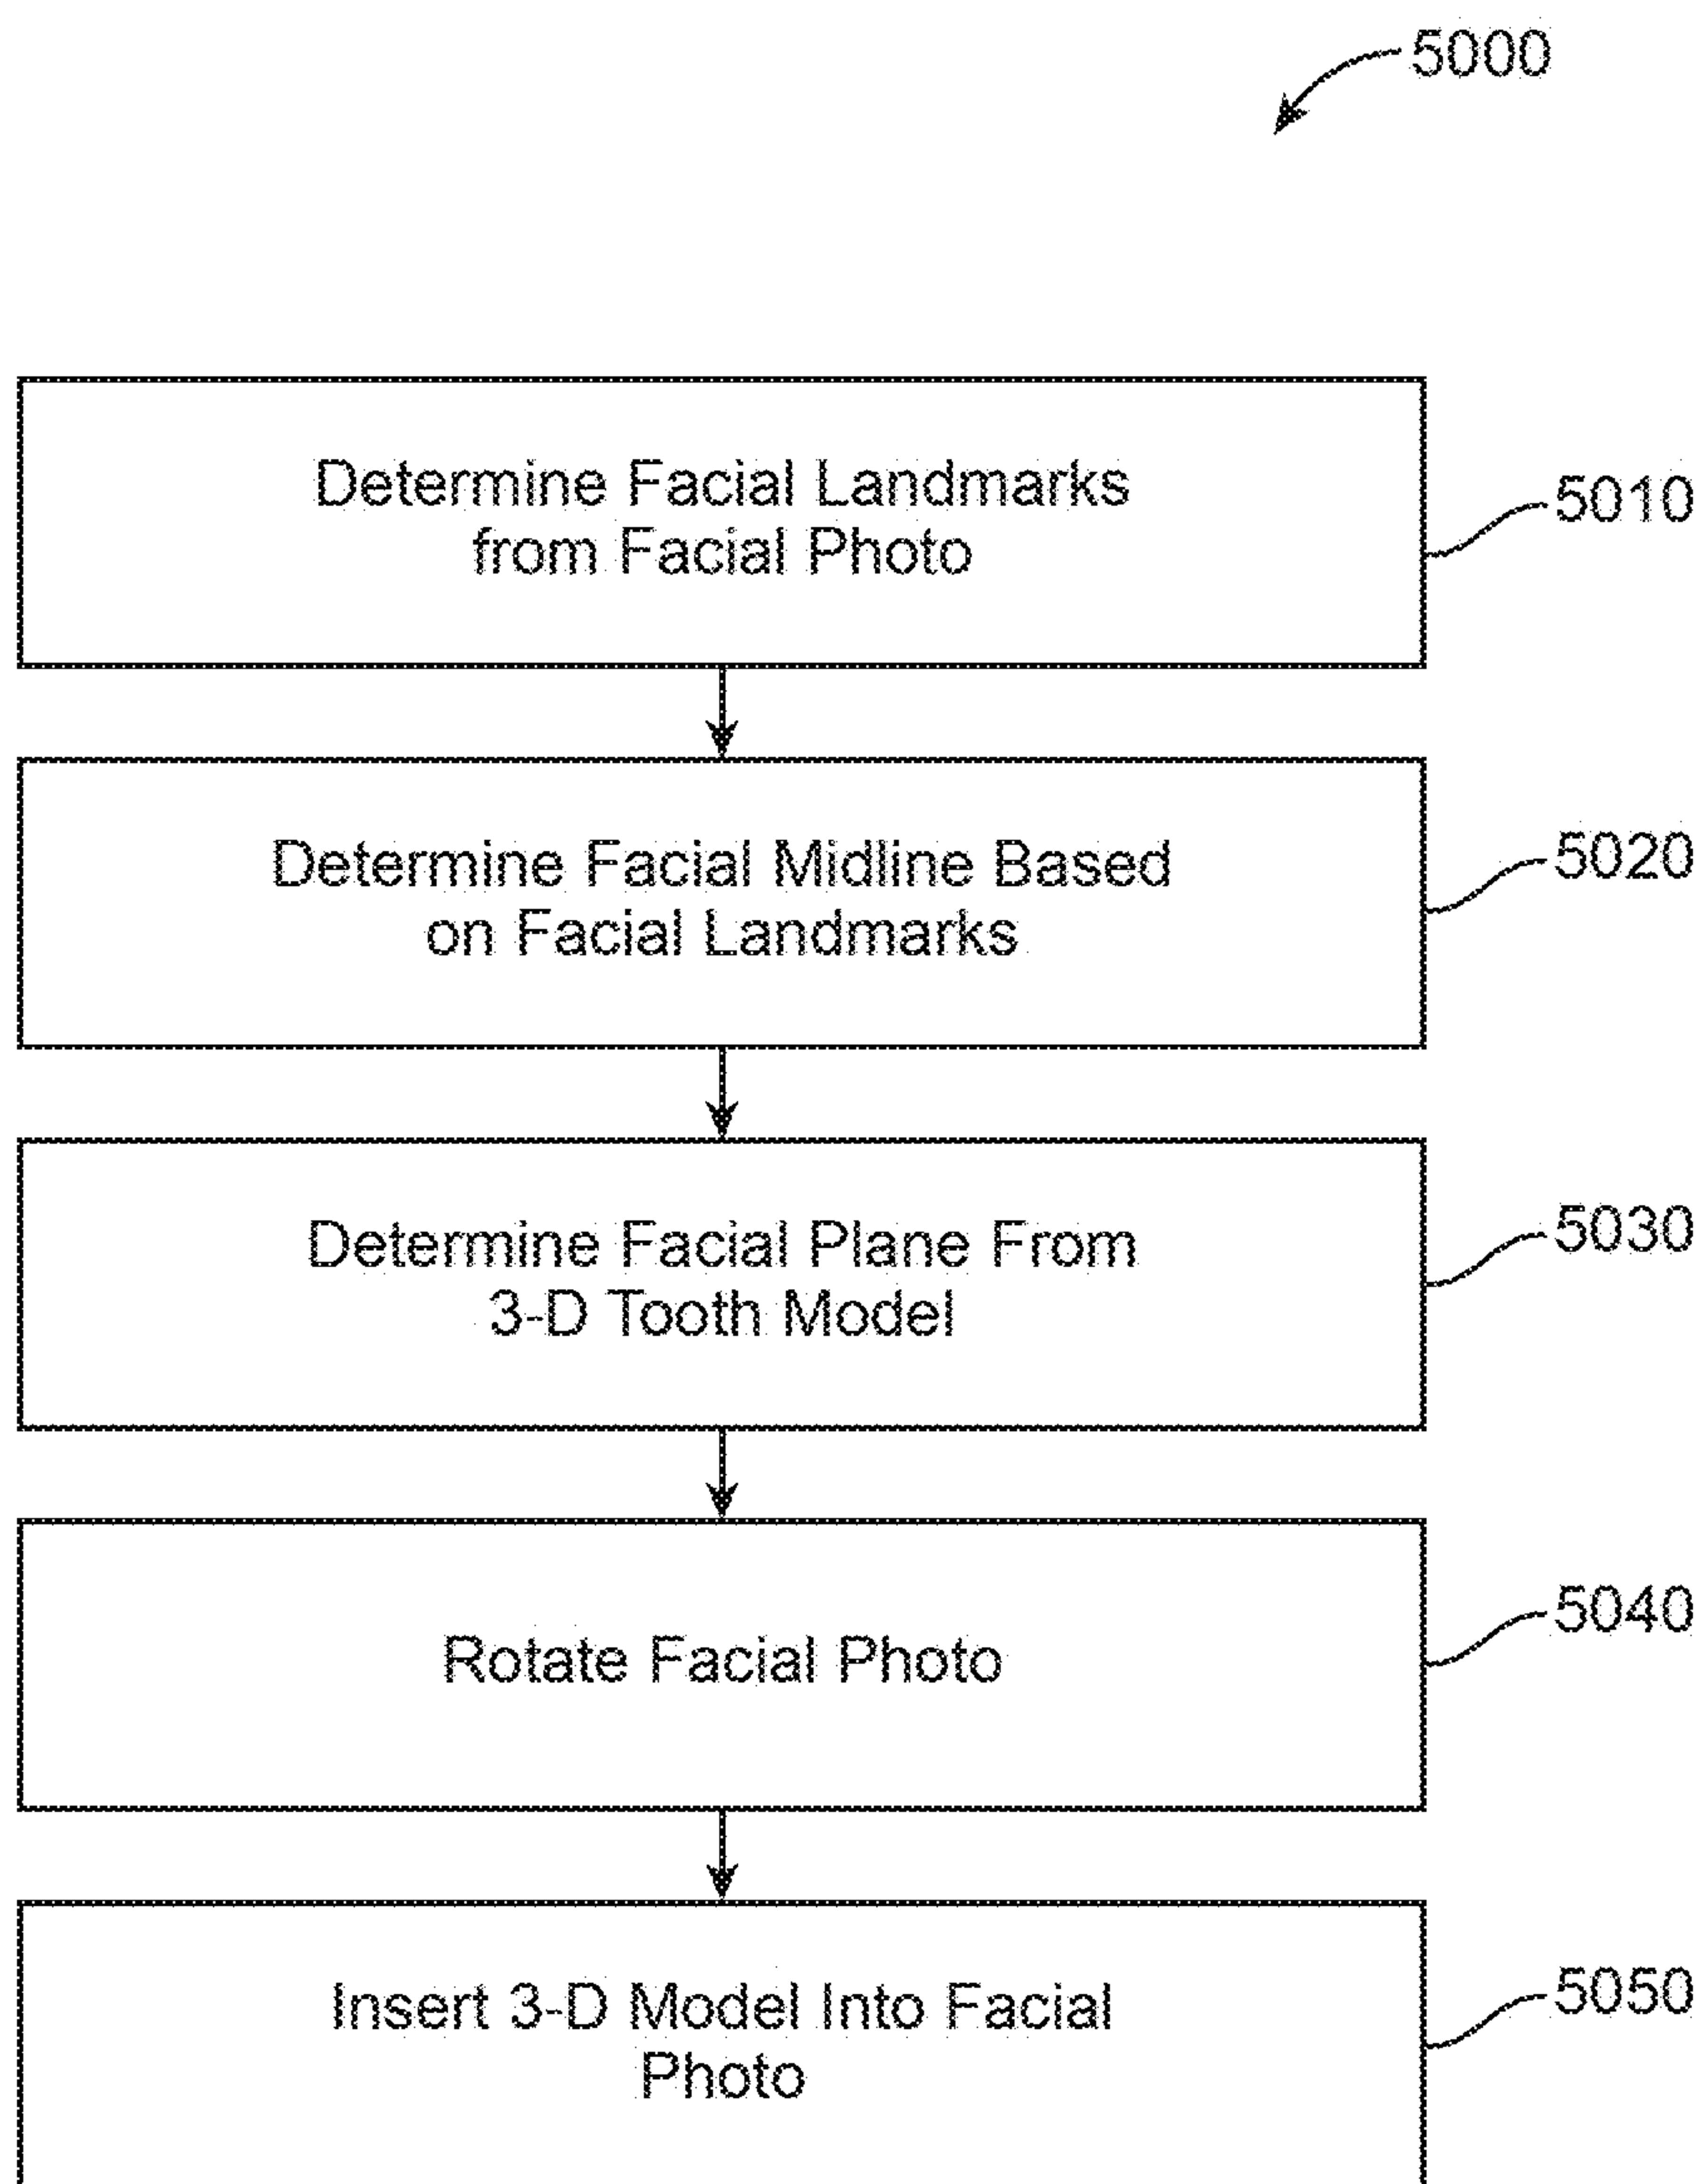 5000
Determine Facial Landmarks
from Facial Photo
5010
Determine Facial Midline Based
on Facial Landmarks
5020
Determine Facial Plane From
3-D Tooth Model
5030
Rotate Facial Photo
5040
Insert 3-D Model Into Facial
Photo
5050